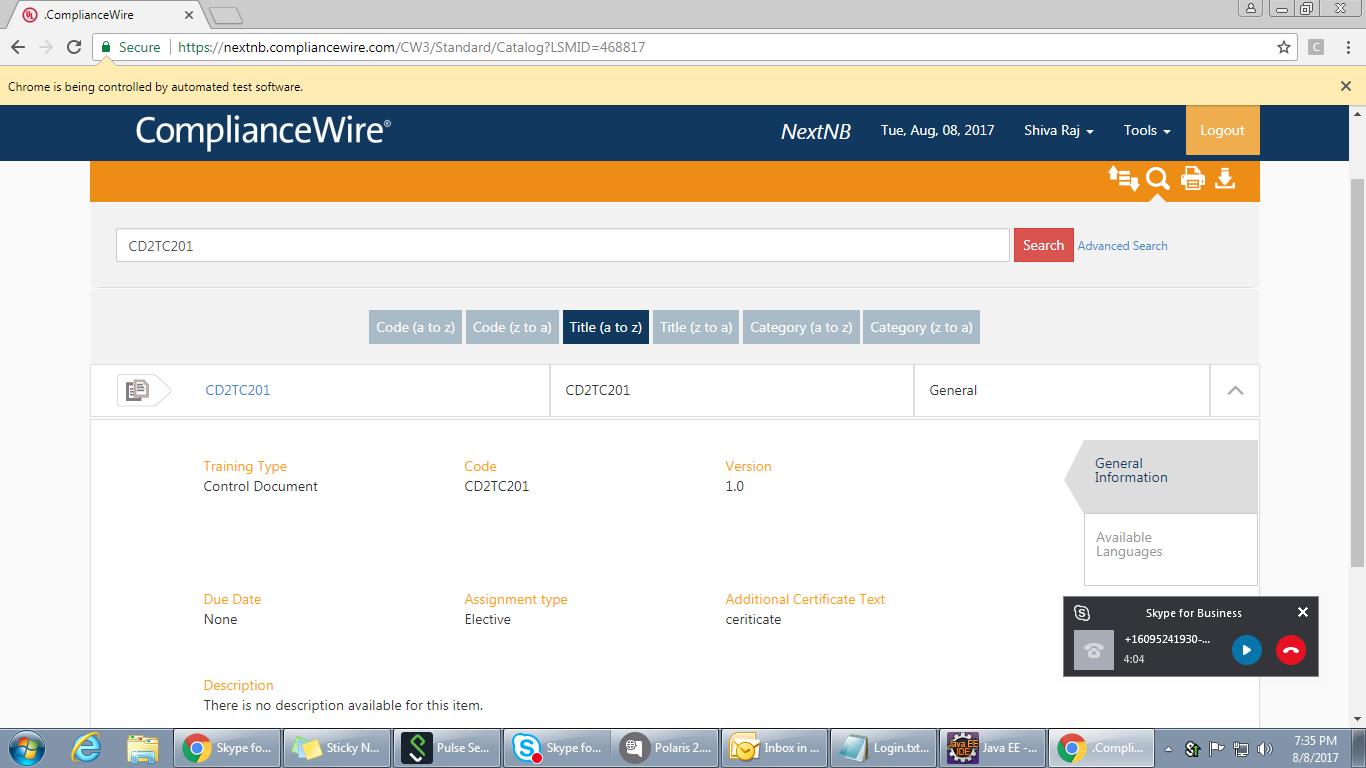 .ComplianceWire
Secure
https://nextnb.compliancewire.com/CW3/Standard/Catalog?LSMID=468817
C
Chrome is being controlled by automated test software.
ComplianceWire®
NextNB
Tue, Aug, 08, 2017
Shiva Raj
Tools
Logout
CD2TC201
Search
Advanced Search
Code (a to z)
Code (z to a)
Title (a to z)
Title (z to a)
Category (a to z)
Category (z to a)
CD2TC201
CD2TC201
General
Training Type
Control Document
Code
CD2TC201
Version
1.0
General
Information
Available
Languages
Due Date
None
Assignment type
Elective
Additional Certificate Text
ceriticate
Skype for Business
+16095241930-...
4:04
Description
There is no description available for this item.
Skype fo...
Sticky N...
Pulse Se...
Skype fo...
Polaris 2....
Inbox in ...
Login.txt...
Java EE IDE
Java EE -...
.Compli...
7:35 PM
8/8/2017